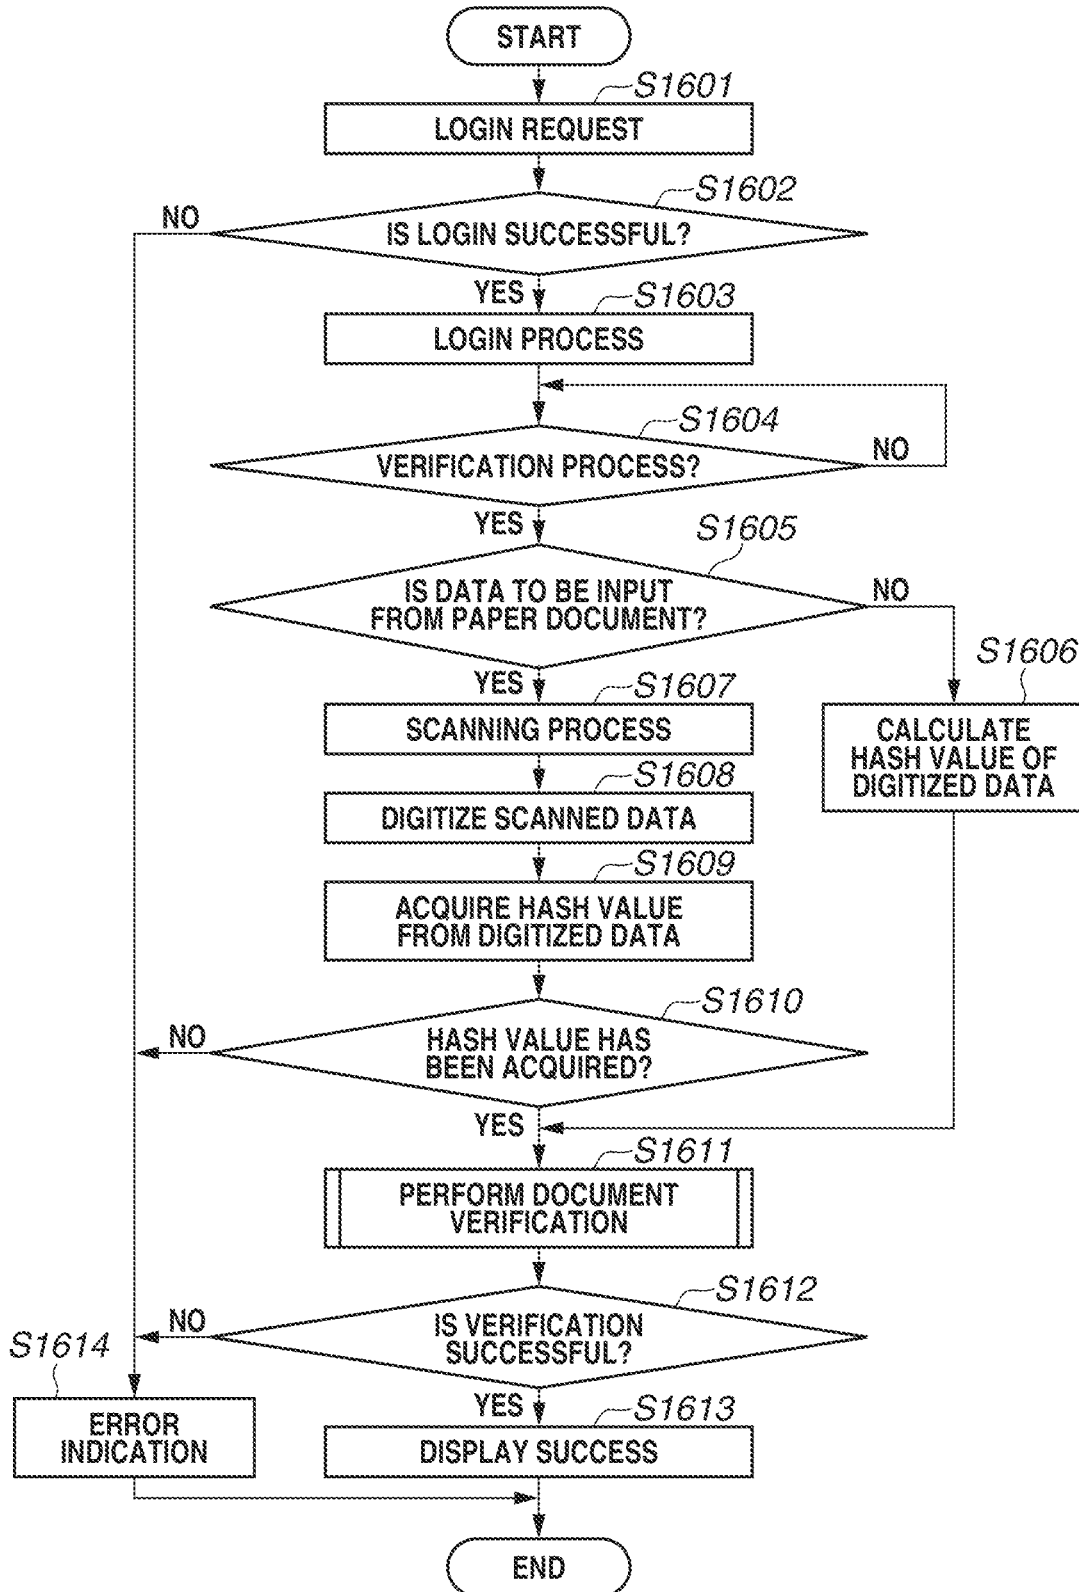 START
S1601
LOGIN REQUEST
S1602
NO
IS LOGIN SUCCESSFUL?
YES
S1603
LOGIN PROCESS
S1604
VERIFICATION PROCESS?
NO
YES
S1605
IS DATA TO BE INPUT
FROM PAPER DOCUMENT?
NO
S1606
YES
S1607
SCANNING PROCESS
CALCULATE
HASH VALUE OF
DIGITIZED DATA
S1608
DIGITIZE SCANNED DATA
S1609
ACQUIRE HASH VALUE
FROM DIGITIZED DATA
S1610
NO
HASH VALUE HAS
BEEN ACQUIRED?
YES
S1611
PERFORM DOCUMENT
VERIFICATION
S1612
NO
IS VERIFICATION
SUCCESSFUL?
S1614
YES
S1613
ERROR
INDICATION
DISPLAY SUCCESS
END